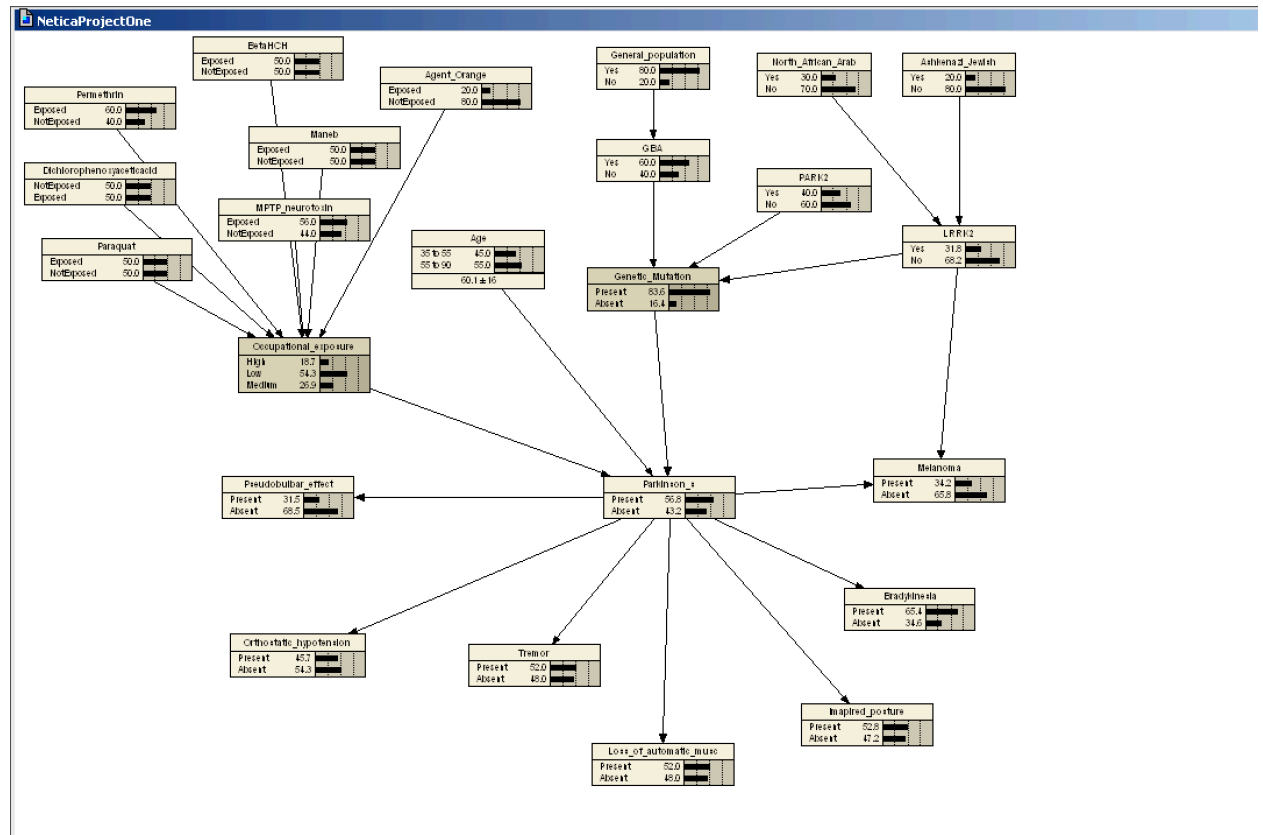 NeticaProjectOne
BetaHCH
Exposed 50.0
NotExposed 50.0
General_population
Yes 80.0
No 20.0
North_African_Arab
Yes 30.0
No 70.0
Ashkenazi_Jewish
Yes 20.0
No 80.0
Agent_Orange
Exposed 20.0
NotExposed 80.0
Permethrin
Exposed 60.0
NotExposed 40.0
Maneb
Exposed 50.0
NotExposed 50.0
GBA
Yes 60.0
No 40.0
Dichlorophenoxyaceticacid
NotExposed 50.0
Exposed 50.0
PARK2
Yes 40.0
No 60.0
MPTP_neurotoxin
Exposed 56.0
NotExposed 44.0
Paraquat
Exposed 50.0
NotExposed 50.0
Age
35 to 55 45.0
55 to 90 55.0
60.1 ± 16
LRRK2
Yes 31.8
No 68.2
Genetic_Mutation
Present 83.6
Absent 16.4
Occupational_exposure
High 18.7
Low 54.3
Medium 26.9
Melanoma
Present 34.2
Absent 65.8
Pseudobulbar_effect
Present 31.5
Absent 68.5
Parkinson_s
Present 56.8
Absent 43.2
Bradykinesia
Present 65.4
Absent 34.6
Orthostatic_hypotension
Present 45.7
Absent 54.3
Tremor
Present 52.0
Absent 48.0
Imapired_posture
Present 52.8
Absent 47.2
Loss_of_automatic_musc
Present 52.0
Absent 48.0